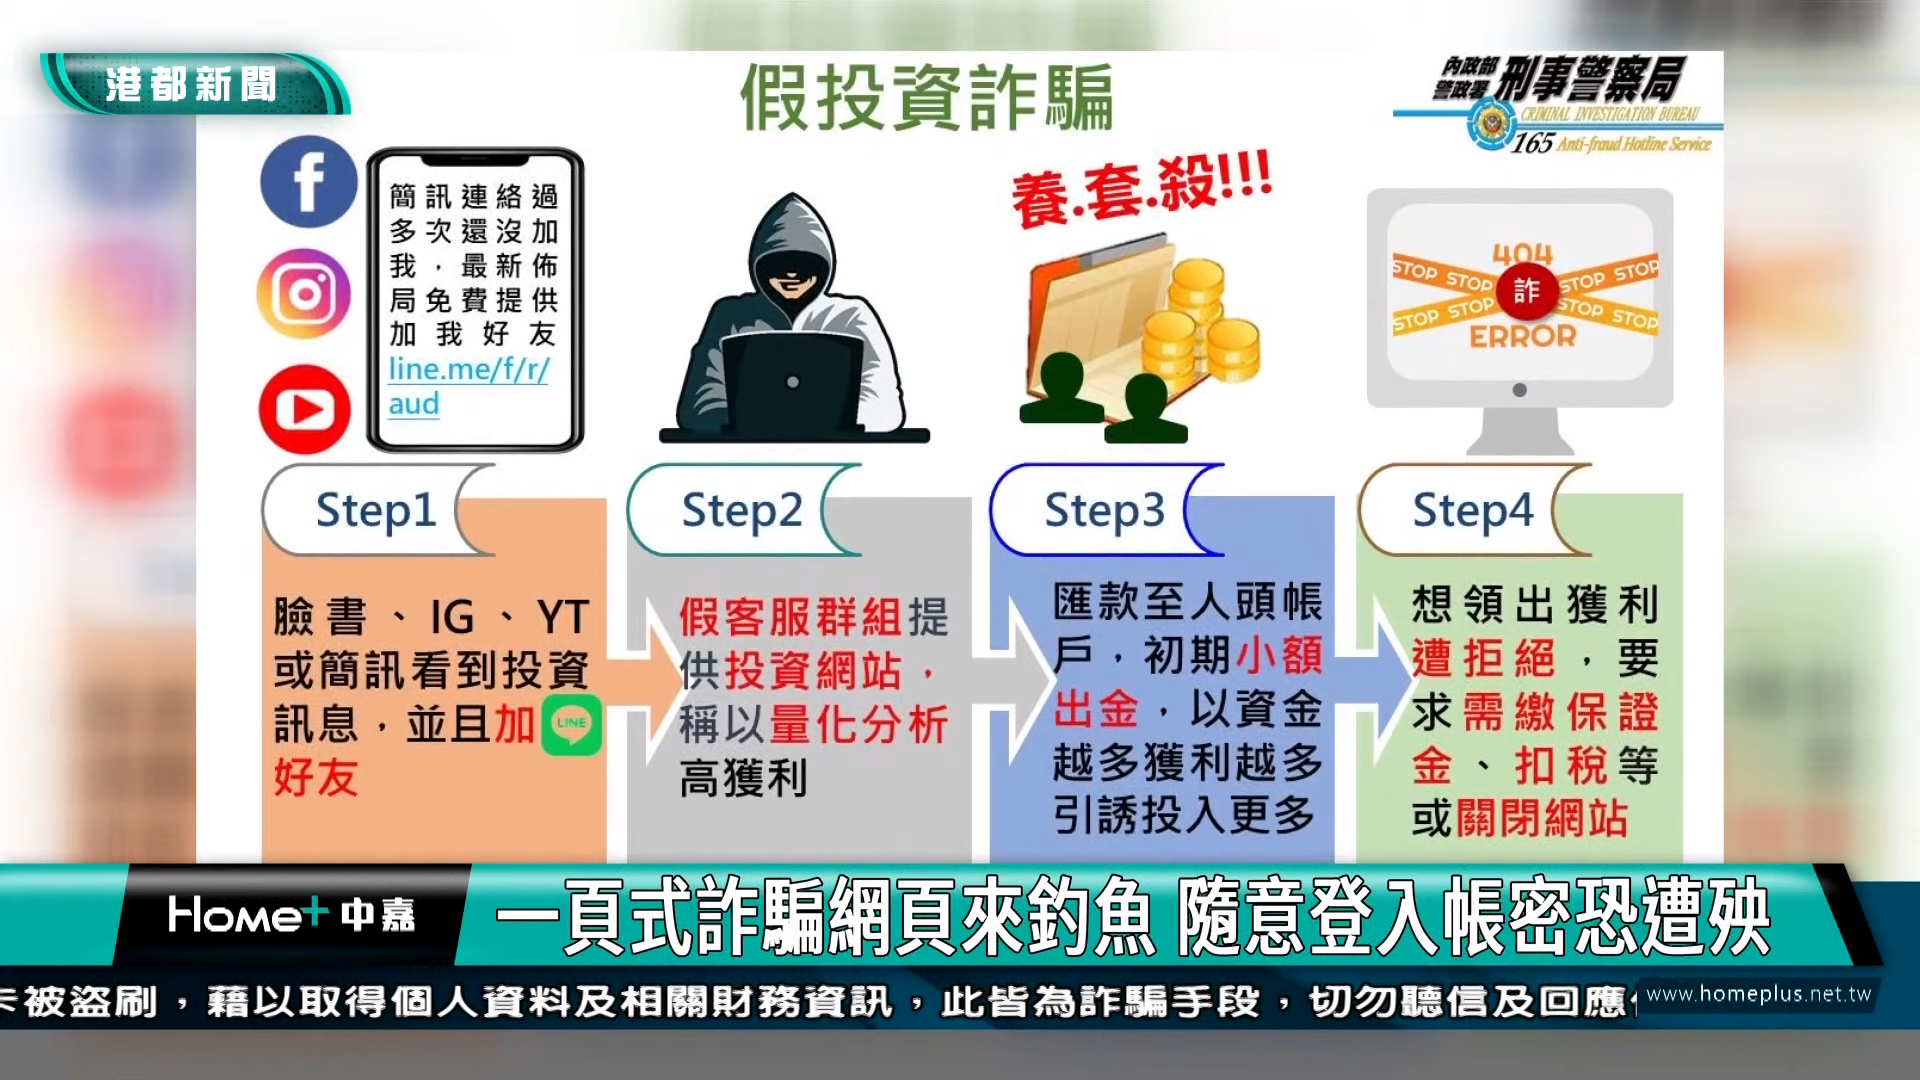 港都新聞
假投資詐騙
內政部
警政署
刑事警察局
CRIMINAL INVESTIGATION BUREAU
165 Anti-fraud Hotline Service
簡訊連絡過
多次還沒加
我，最新佈
局免費提供
加我好友
line.me/f/r/
aud
養.套.殺!!!
404
STOP STOP STOP STOP
詐
STOP STOP STOP STOP
ERROR
Step1
臉書、IG、YT
或簡訊看到投資
訊息，並且加LINE
好友
Step2
假客服群組提
供投資網站，
稱以量化分析
高獲利
Step3
匯款至人頭帳
戶，初期小額
出金，以資金
越多獲利越多
引誘投入更多
Step4
想領出獲利
遭拒絕，要
求需繳保證
金、扣稅等
或關閉網站
Home+ 中嘉
一頁式詐騙網頁來釣魚 隨意登入帳密恐遭殃
卡被盜刷，藉以取得個人資料及相關財務資訊，此皆為詐騙手段，切勿聽信及回應
www.homeplus.net.tw